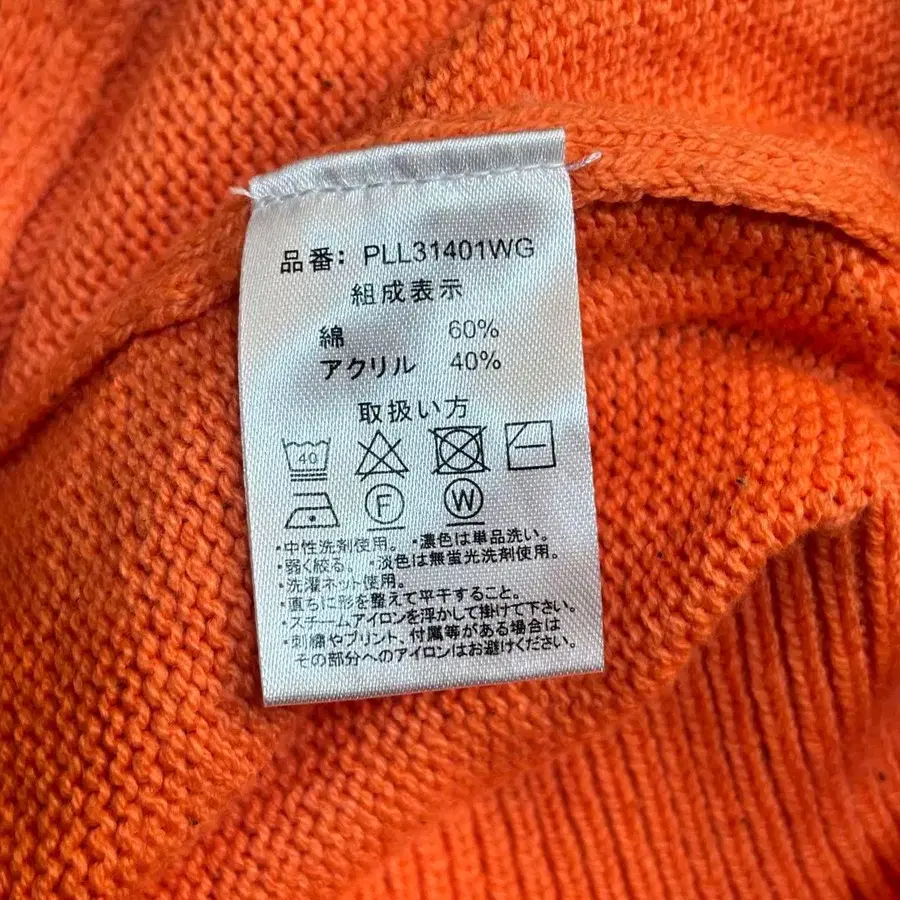 品番: PLL31401WG
組成表示
綿 60%
アクリル 40%
取扱い方
40
F W
・中性洗剤使用。 ・濃色は単品洗い。
・弱く絞る。 ・淡色は無蛍光洗剤使用。
・洗濯ネット使用。
・直ちに形を整えて平干すること。
・スチームアイロンを浮かして掛けて下さい。
・刺繍やプリント、付属等がある場合は
その部分へのアイロンはお避けください。